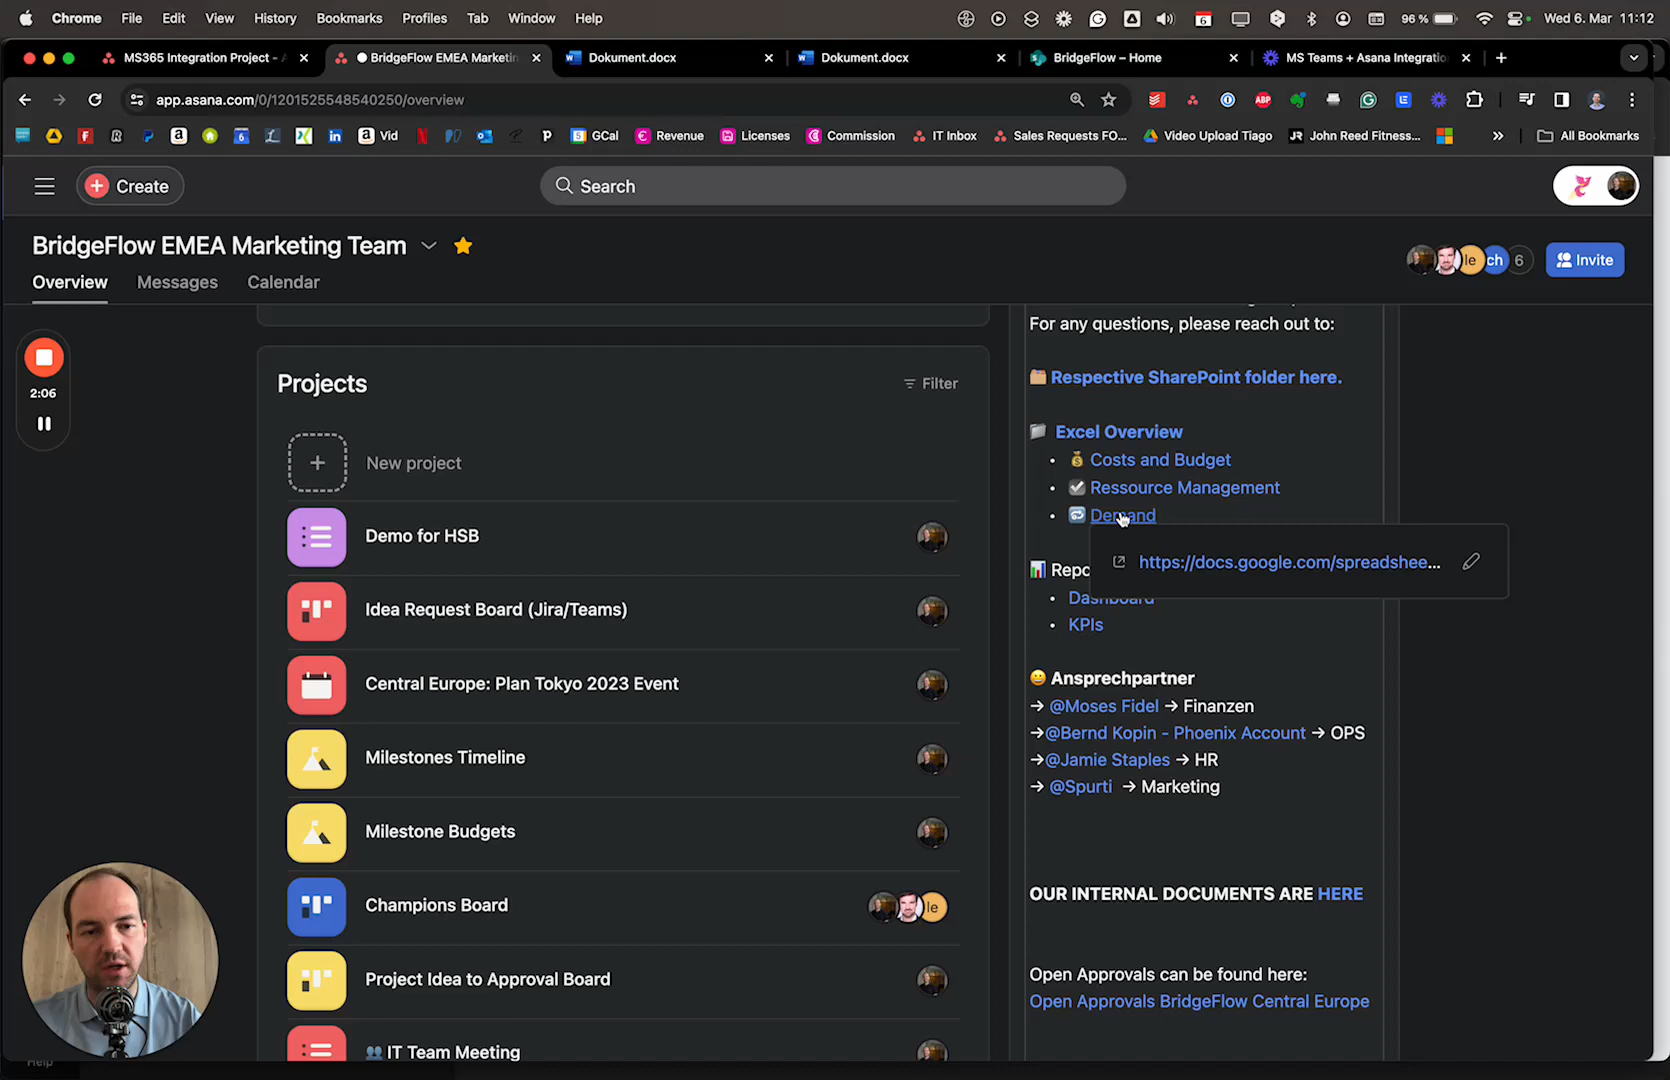 Chrome File Edit View History Bookmarks Profiles Tab Window Help 6 96 % Wed 6. Mar 11:12
MS365 Integration Project - BridgeFlow EMEA Marketin Dokument.docx Dokument.docx BridgeFlow – Home MS Teams + Asana Integratio
app.asana.com/0/1201525548540250/overview ABP LE
Vid GCal Revenue Licenses Commission IT Inbox Sales Requests FO... Video Upload Tiago JR John Reed Fitness... » All Bookmarks
Create Search
BridgeFlow EMEA Marketing Team
le ch 6 Invite
Overview Messages Calendar
2:06
Projects
Filter
New project
Demo for HSB
Idea Request Board (Jira/Teams)
Central Europe: Plan Tokyo 2023 Event
Milestones Timeline
Milestone Budgets
Champions Board
le
Project Idea to Approval Board
👥 IT Team Meeting
For any questions, please reach out to:
🗂️ Respective SharePoint folder here.
📁 Excel Overview
• 💰 Costs and Budget
• ☑️ Ressource Management
• 🔁 Demand
https://docs.google.com/spreadshee...
📊 Repo
• Dashboard
• KPIs
😀 Ansprechpartner
→ @Moses Fidel → Finanzen
→@Bernd Kopin - Phoenix Account → OPS
→@Jamie Staples → HR
→ @Spurti → Marketing
OUR INTERNAL DOCUMENTS ARE HERE
Open Approvals can be found here:
Open Approvals BridgeFlow Central Europe
Help